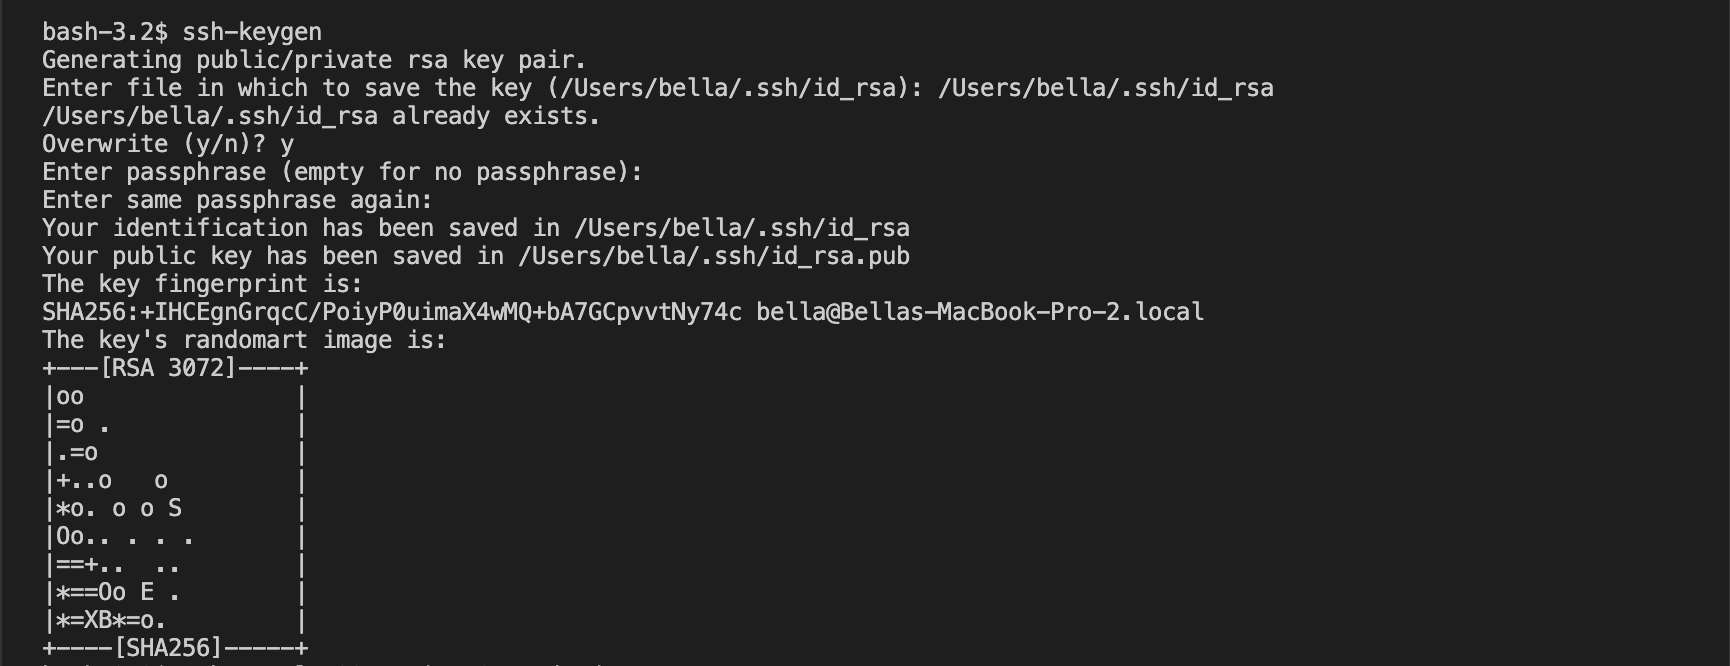 bash-3.2$ ssh-keygen
Generating public/private rsa key pair.
Enter file in which to save the key (/Users/bella/.ssh/id_rsa): /Users/bella/.ssh/id_rsa
/Users/bella/.ssh/id_rsa already exists.
Overwrite (y/n)? y
Enter passphrase (empty for no passphrase):
Enter same passphrase again:
Your identification has been saved in /Users/bella/.ssh/id_rsa
Your public key has been saved in /Users/bella/.ssh/id_rsa.pub
The key fingerprint is:
SHA256:+IHCEgnGrqcC/PoiyP0uimaX4wMQ+bA7GCpvvtNy74c bella@Bellas-MacBook-Pro-2.local
The key's randomart image is:
+---[RSA 3072]----+
|oo               |
|=o .             |
|.=o              |
|+..o   o         |
|*o. o o S        |
|Oo.. . . .       |
|==+..  ..        |
|*==Oo E .        |
|*=XB*=o.         |
+----[SHA256]-----+